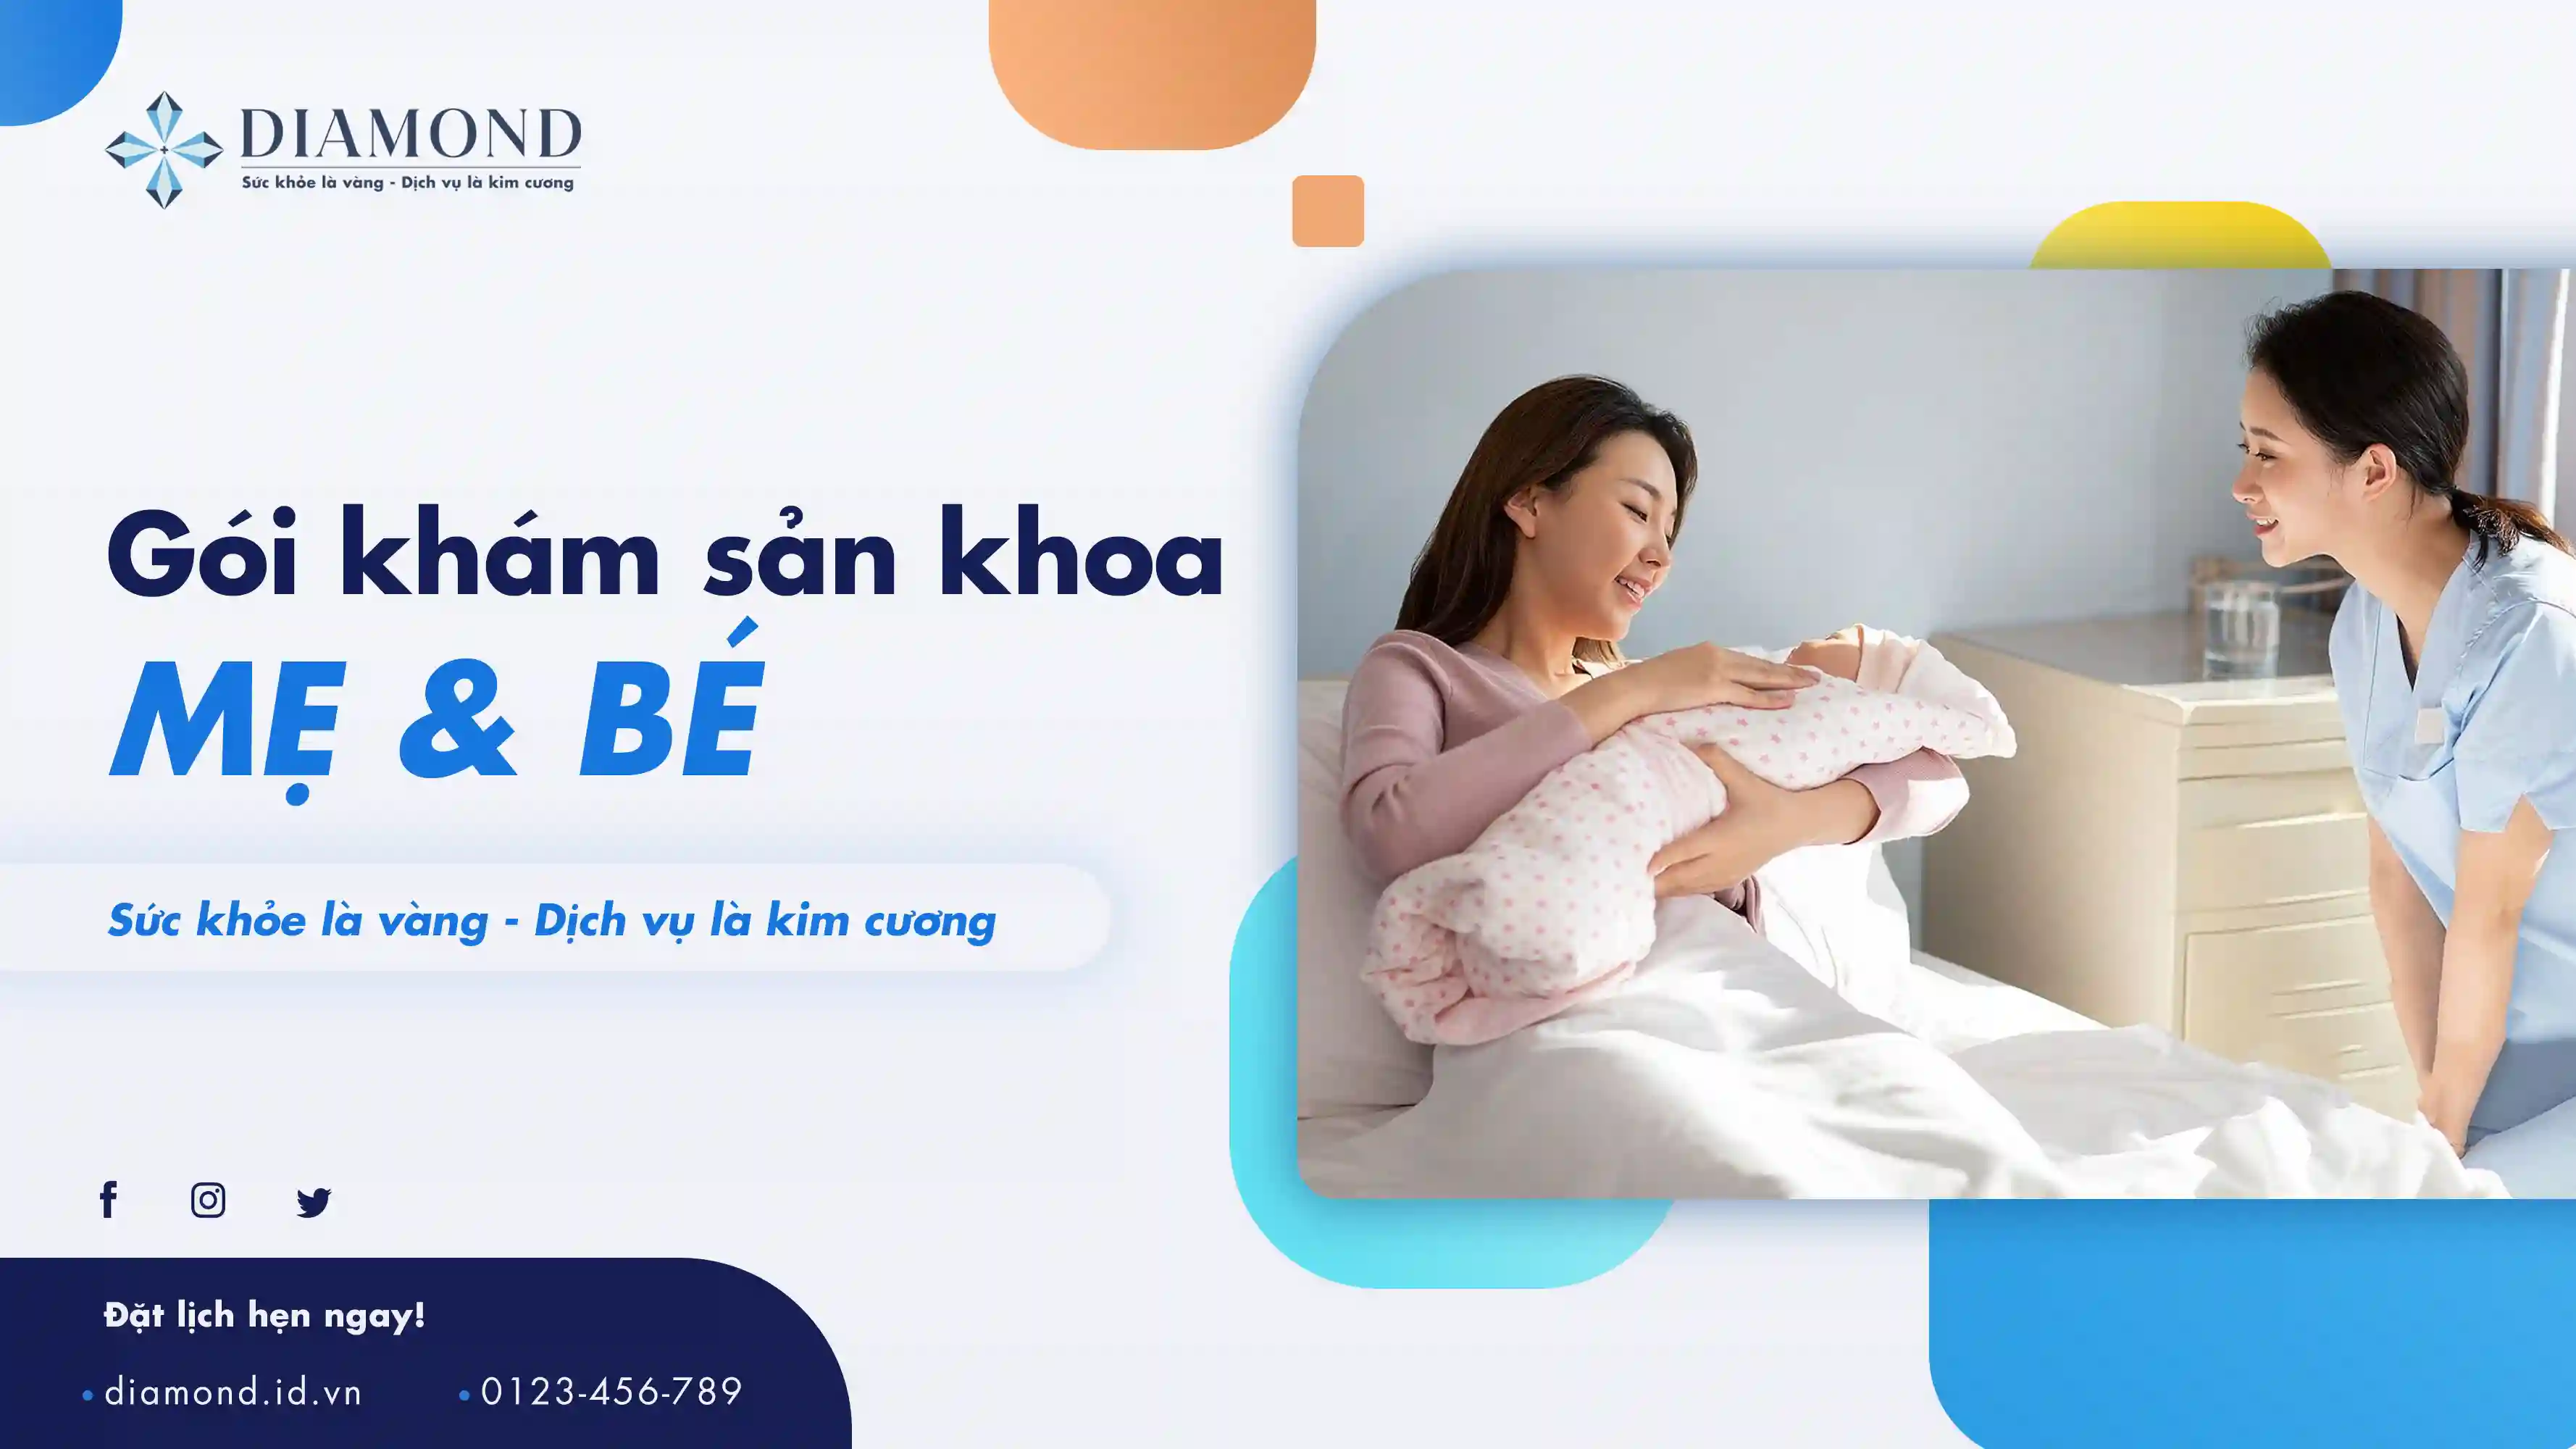 DIAMOND
Sức khỏe là vàng - Dịch vụ là kim cương
Gói khám sản khoa
MẸ & BÉ
Sức khỏe là vàng - Dịch vụ là kim cương
Đặt lịch hẹn ngay!
diamond.id.vn
0123-456-789